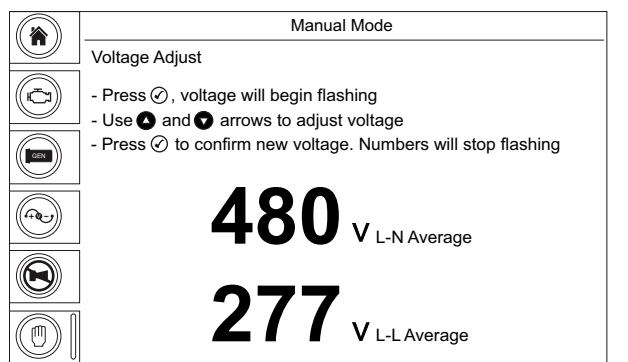 Manual Mode
Voltage Adjust
- Press ✓, voltage will begin flashing
- Use ▲ and ▼ arrows to adjust voltage
- Press ✓ to confirm new voltage. Numbers will stop flashing
GEN
480 V L-N Average
277 V L-L Average